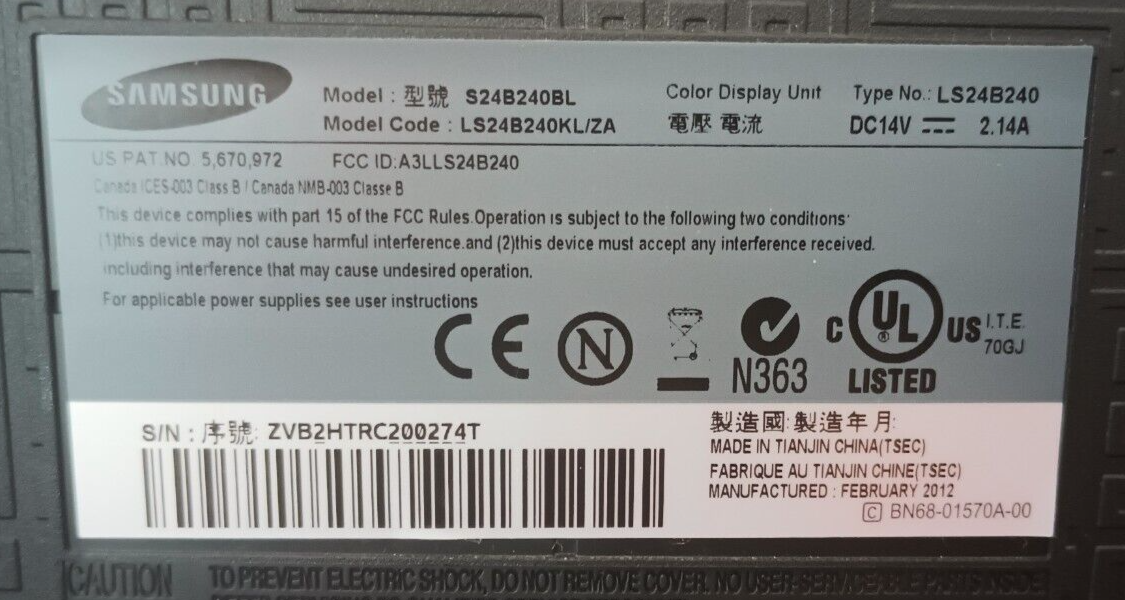 SAMSUNG
Model : 型號 S24B240BL
Color Display Unit
Type No.: LS24B240
Model Code : LS24B240KL/ZA
電壓 電流
DC14V 2.14A
US PAT.NO 5,670,972 FCC ID:A3LLS24B240
Canada ICES-003 Class B / Canada NMB-003 Classe B
This device complies with part 15 of the FCC Rules.Operation is subject to the following two conditions:
(1)this device may not cause harmful interference.and (2)this device must accept any interference received.
including interference that may cause undesired operation.
For applicable power supplies see user instructions
CE
N
N363
C UL ® US
LISTED
I.T.E.
70GJ
S/N : 序號: ZVB2HTRC200274T
製造國: 製造年月:
MADE IN TIANJIN CHINA(TSEC)
FABRIQUE AU TIANJIN CHINE(TSEC)
MANUFACTURED : FEBRUARY 2012
C BN68-01570A-00
CAUTION
TO PREVENT ELECTRIC SHOCK, DO NOT REMOVE COVER. NO USER-SERVICEABLE PARTS INSIDE